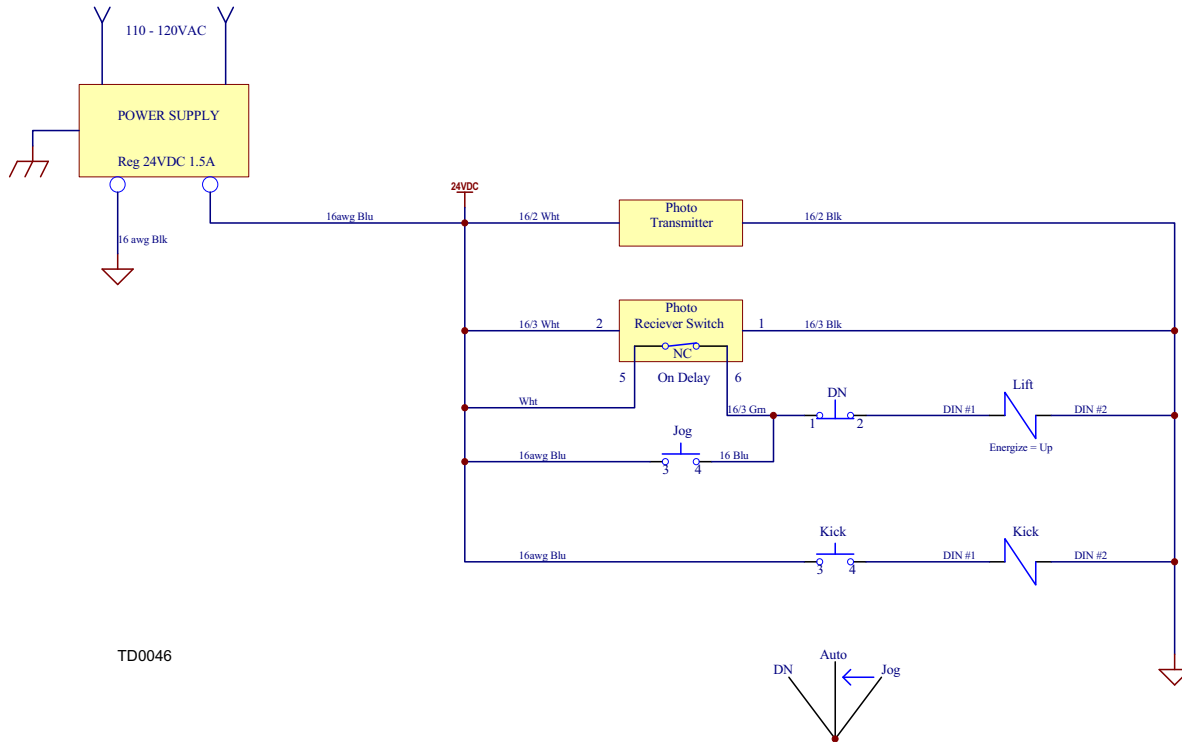 110 - 120VAC
POWER SUPPLY
Reg 24VDC 1.5A
16 awg Blk
16awg Blu
24VDC
16/2 Wht
Photo
Transmitter
16/2 Blk
16/3 Wht
2
Photo
Reciever Switch
NC
1
16/3 Blk
5
On Delay
6
Wht
16/3 Grn
DN
1
2
DIN #1
Lift
DIN #2
Energize = Up
16awg Blu
Jog
3
4
16 Blu
16awg Blu
Kick
3
4
DIN #1
Kick
DIN #2
TD0046
DN
Auto
Jog